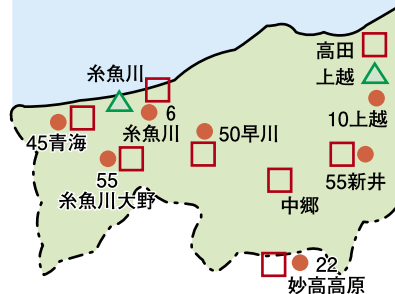 高田
上越
糸魚川
10上越
6
糸魚川
50早川
45青海
55
糸魚川大野
55新井
中郷
22
妙高高原